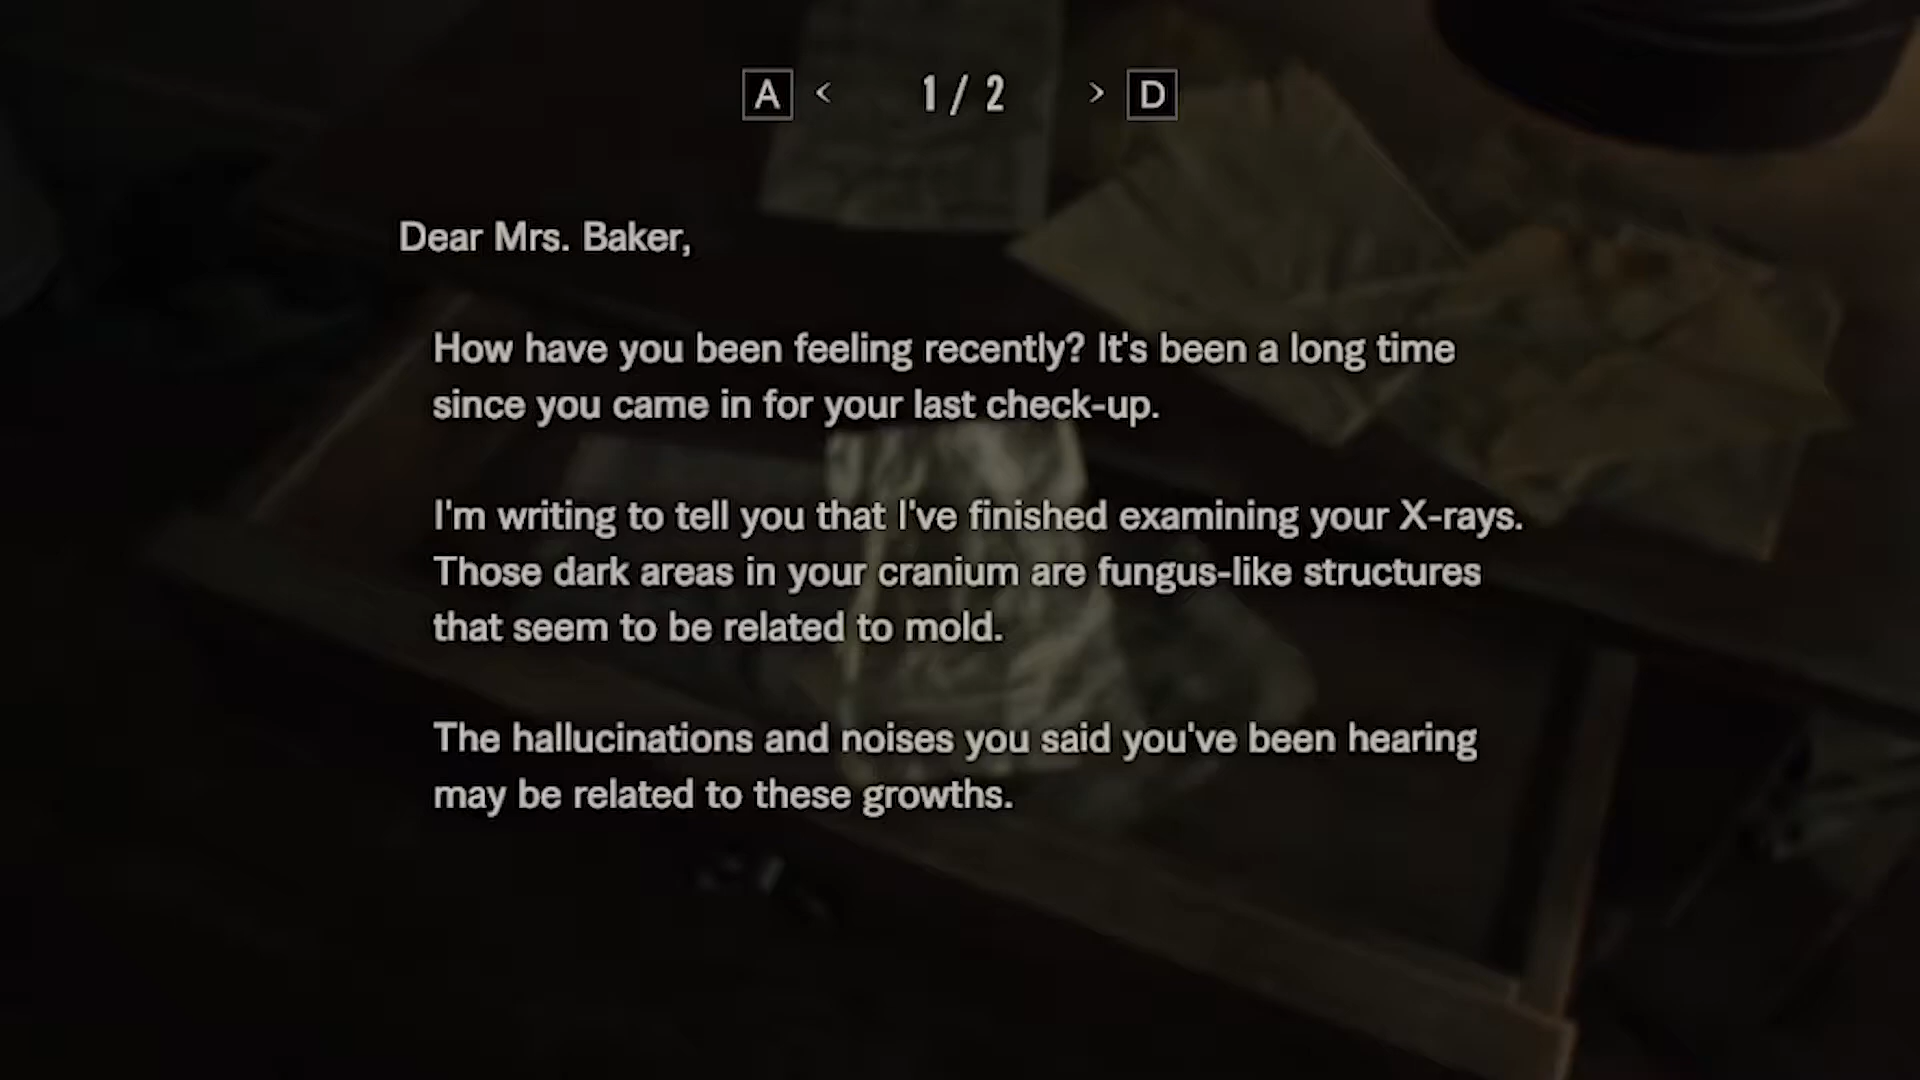 A < 1 / 2 > D
Dear Mrs. Baker,
How have you been feeling recently? It's been a long time
since you came in for your last check-up.
I'm writing to tell you that I've finished examining your X-rays.
Those dark areas in your cranium are fungus-like structures
that seem to be related to mold.
The hallucinations and noises you said you've been hearing
may be related to these growths.